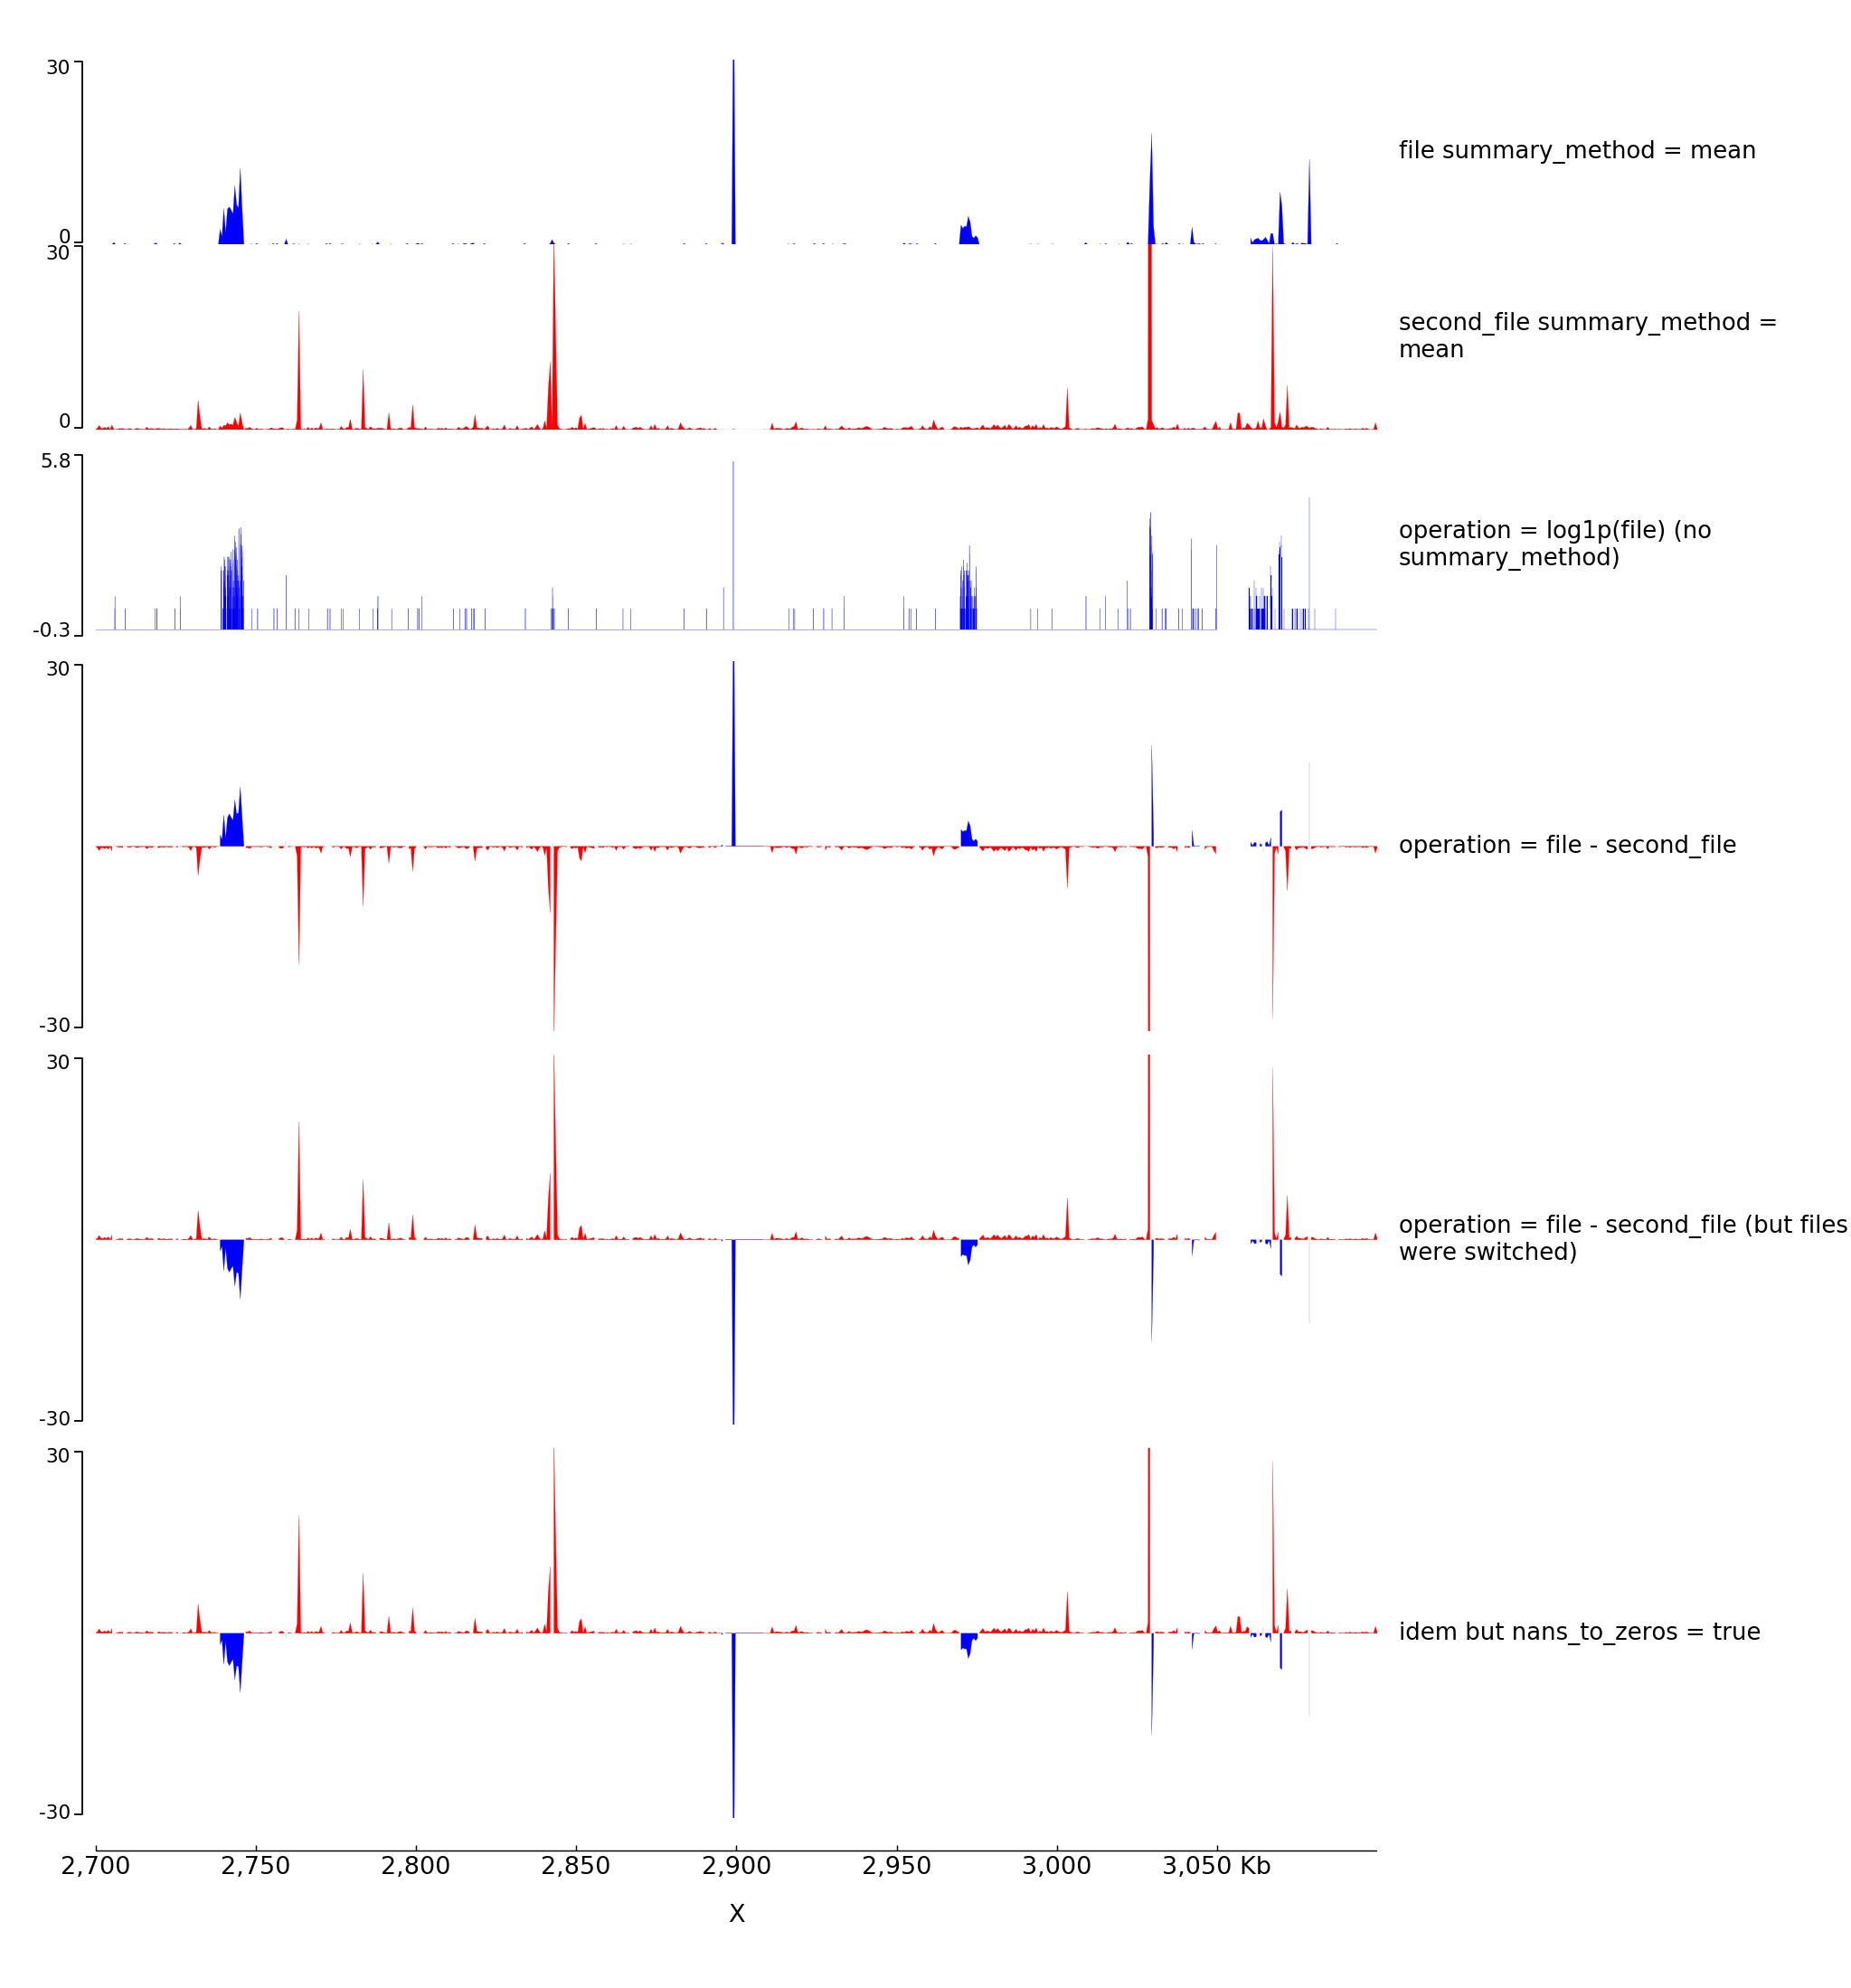 30
file summary_method = mean
0
30
second_file summary_method =
mean
0
5.8
operation = log1p(file) (no
summary_method)
-0.3
30
operation = file - second_file
-30
30
operation = file - second_file (but files
were switched)
-30
30
idem but nans_to_zeros = true
-30
2,700 2,750 2,800 2,850 2,900 2,950 3,000 3,050 Kb
X